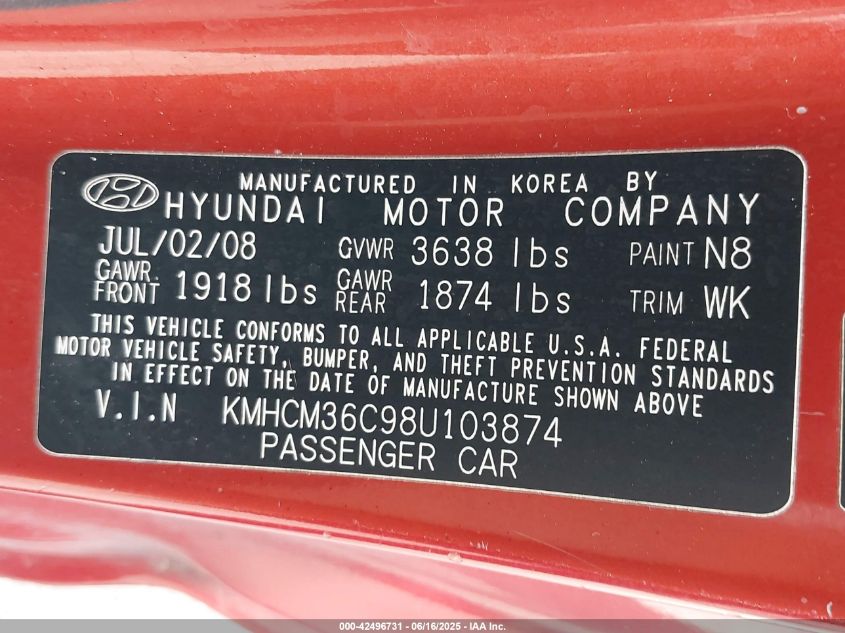 MANUFACTURED IN KOREA BY
HYUNDAI MOTOR COMPANY
JUL/02/08 GVWR 3638 lbs PAINT N8
GAWR FRONT 1918 lbs GAWR REAR 1874 lbs TRIM WK
THIS VEHICLE CONFORMS TO ALL APPLICABLE U.S.A. FEDERAL
MOTOR VEHICLE SAFETY, BUMPER, AND THEFT PREVENTION STANDARDS
IN EFFECT ON THE DATE OF MANUFACTURE SHOWN ABOVE
V.I.N KMHCM36C98U103874
PASSENGER CAR
000-42496731 - 06/16/2025 - IAA Inc.